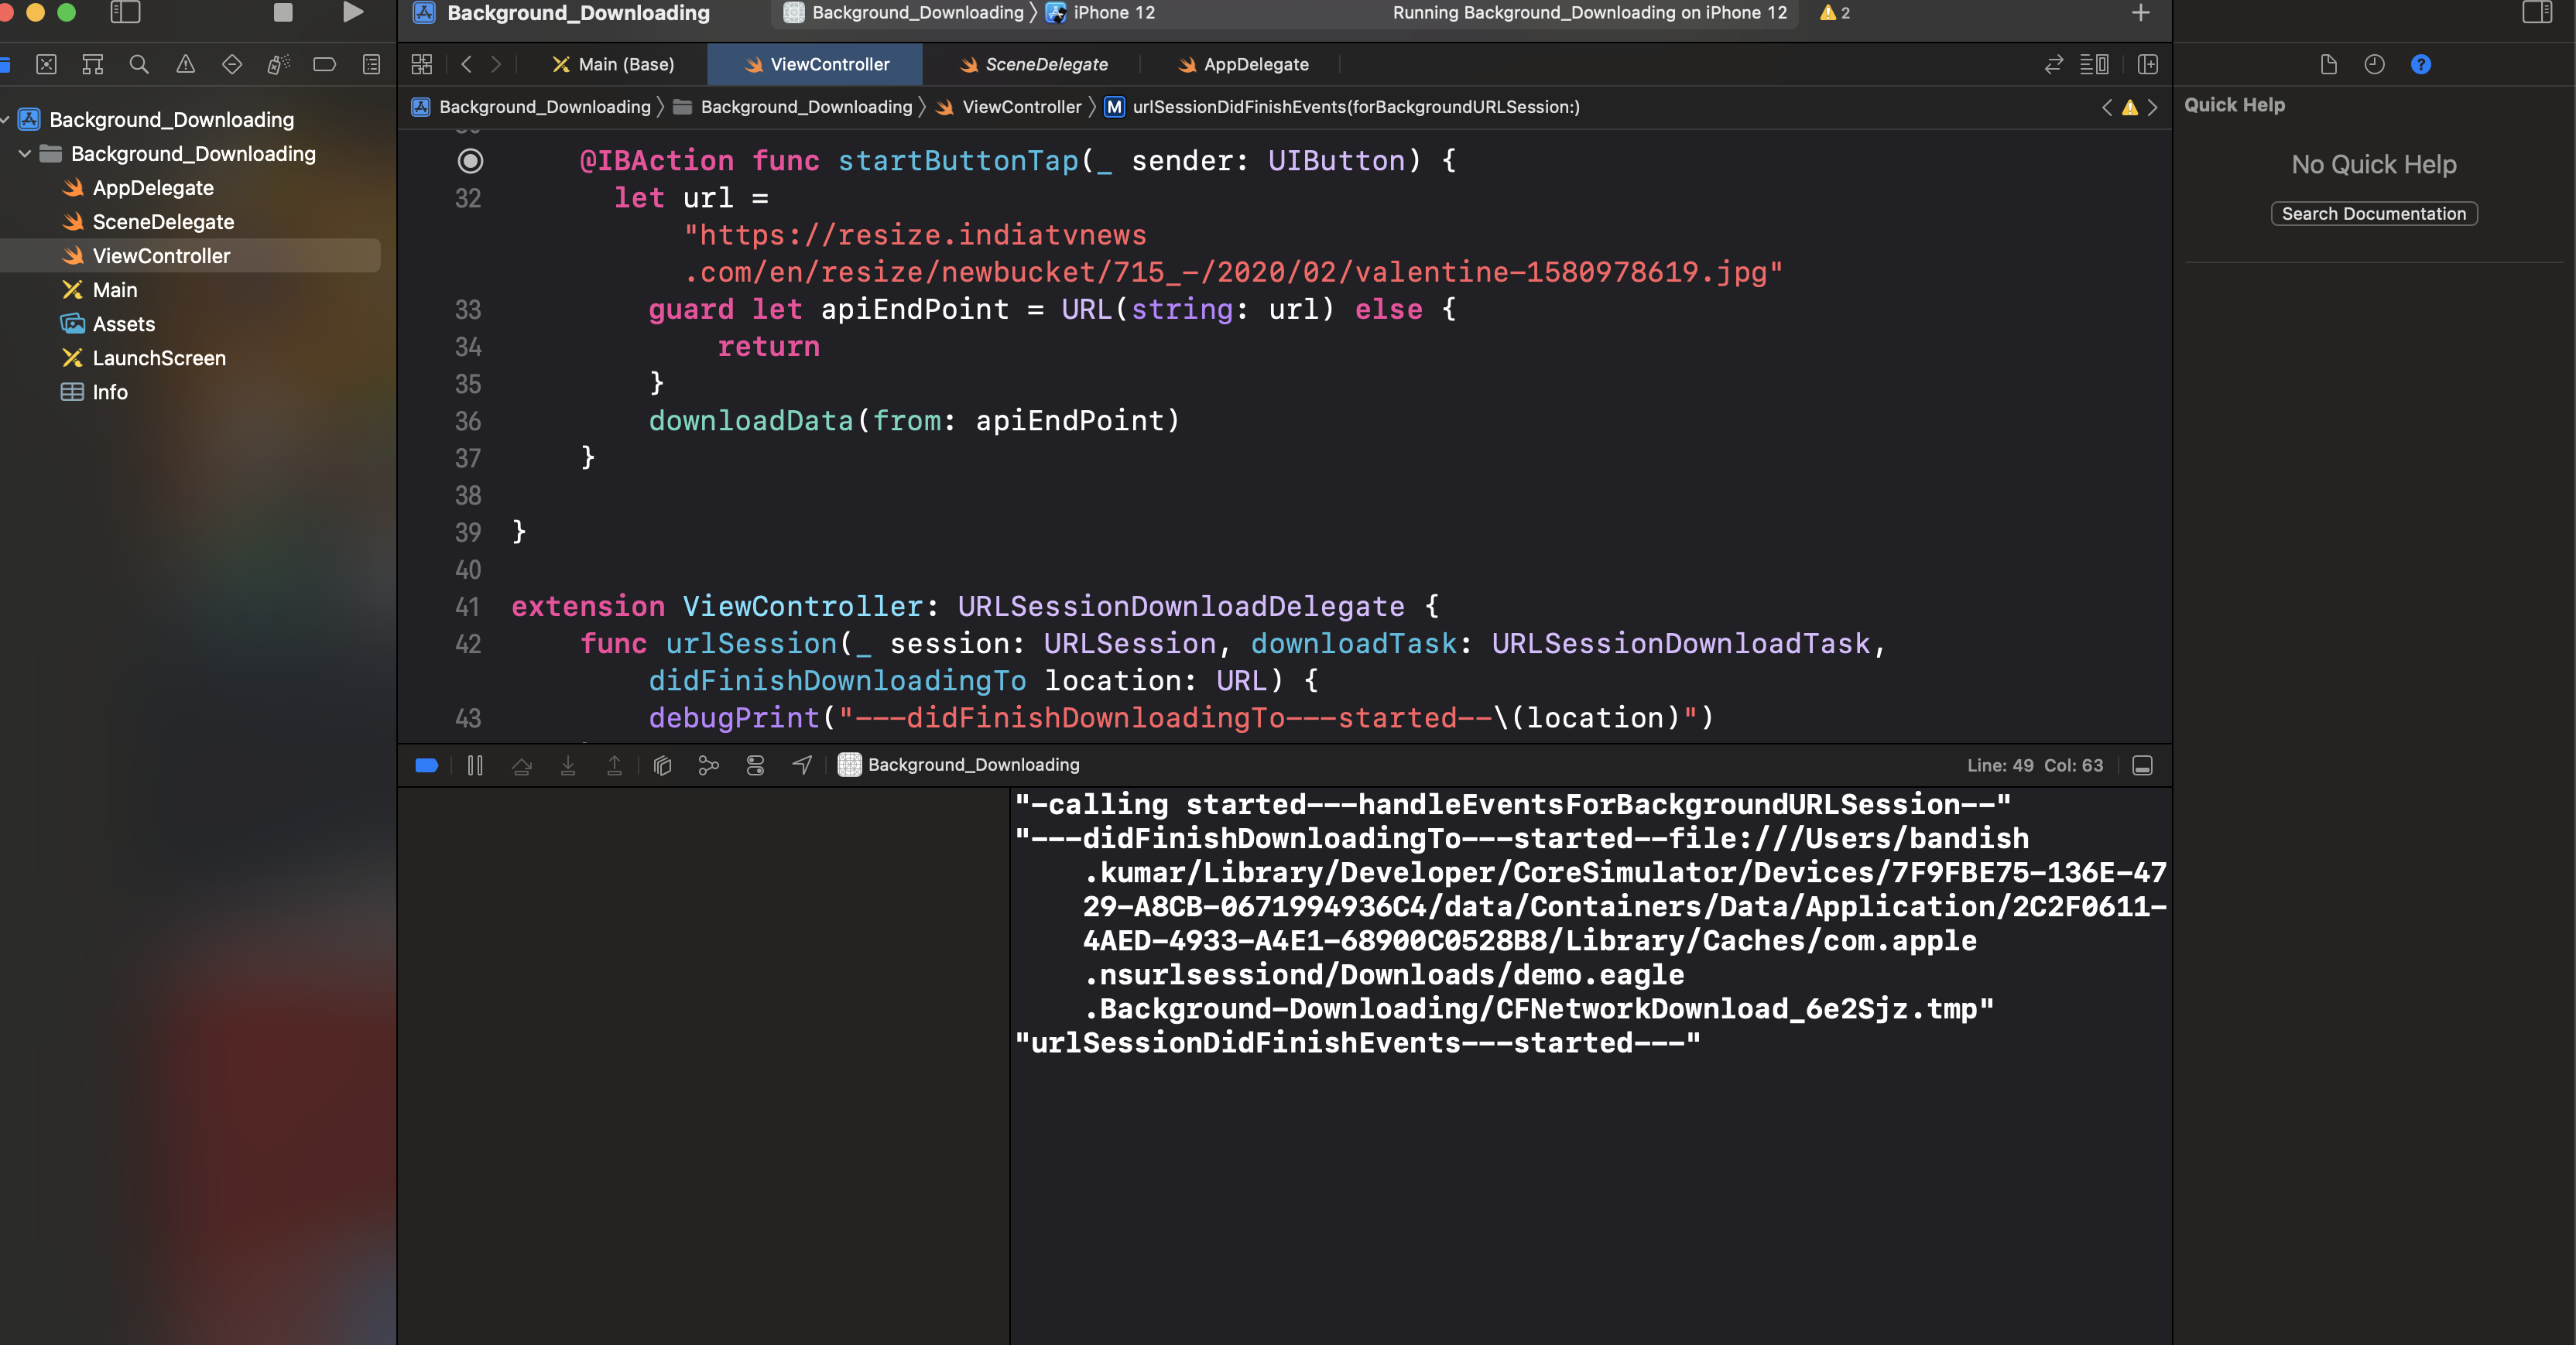 Background_Downloading
Background_Downloading
iPhone 12
Running Background_Downloading on iPhone 12
2
Main (Base)
ViewController
SceneDelegate
AppDelegate
Background_Downloading
Background_Downloading
ViewController
M
urlSessionDidFinishEvents(forBackgroundURLSession:)
Background_Downloading
Background_Downloading
AppDelegate
SceneDelegate
ViewController
Main
Assets
LaunchScreen
Info
@IBAction func startButtonTap(_ sender: UIButton) {
32 let url =
"https://resize.indiatvnews
.com/en/resize/newbucket/715_-/2020/02/valentine-1580978619.jpg"
33 guard let apiEndPoint = URL(string: url) else {
34 return
35 }
36 downloadData(from: apiEndPoint)
37 }
38
39 }
40
41 extension ViewController: URLSessionDownloadDelegate {
42 func urlSession(_ session: URLSession, downloadTask: URLSessionDownloadTask,
didFinishDownloadingTo location: URL) {
43 debugPrint("---didFinishDownloadingTo---started--\(location)")
Background_Downloading
Line: 49 Col: 63
"-calling started---handleEventsForBackgroundURLSession--"
"---didFinishDownloadingTo---started--file:///Users/bandish
.kumar/Library/Developer/CoreSimulator/Devices/7F9FBE75-136E-47
29-A8CB-0671994936C4/data/Containers/Data/Application/2C2F0611-
4AED-4933-A4E1-68900C0528B8/Library/Caches/com.apple
.nsurlsessiond/Downloads/demo.eagle
.Background-Downloading/CFNetworkDownload_6e2Sjz.tmp"
"urlSessionDidFinishEvents---started---"
Quick Help
No Quick Help
Search Documentation